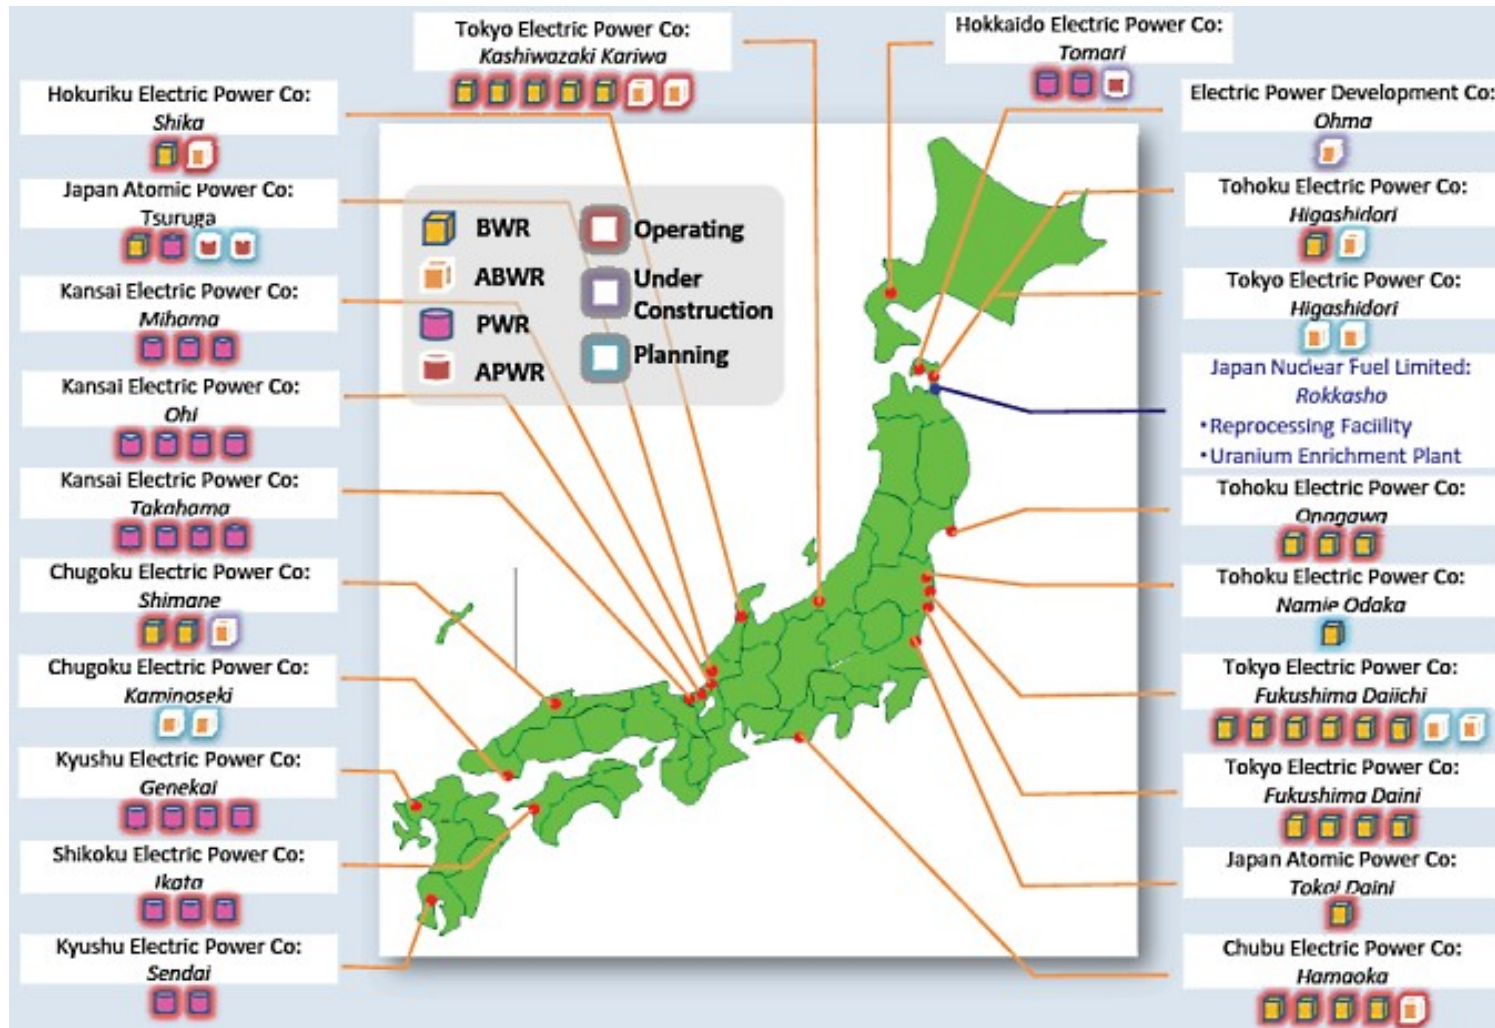 Tokyo Electric Power Co:
Kashiwazaki Kariwa
Hokkaido Electric Power Co:
Tomari
Hokuriku Electric Power Co:
Shika
Japan Atomic Power Co:
Tsuruga
Kansai Electric Power Co:
Mihama
Kansai Electric Power Co:
Ohi
Kansai Electric Power Co:
Takahama
Chugoku Electric Power Co:
Shimane
Chugoku Electric Power Co:
Kaminoseki
Kyushu Electric Power Co:
Genekai
Shikoku Electric Power Co:
Ikata
Kyushu Electric Power Co:
Sendai
BWR
ABWR
PWR
APWR
Operating
Under
Construction
Planning
Electric Power Development Co:
Ohma
Tohoku Electric Power Co:
Higashidori
Tokyo Electric Power Co:
Higashidori
Japan Nuclear Fuel Limited:
Rokkasho
•Reprocessing Faciility
•Uranium Enrichment Plant
Tohoku Electric Power Co:
Onagawa
Tohoku Electric Power Co:
Namie Odaka
Tokyo Electric Power Co:
Fukushima Daiichi
Tokyo Electric Power Co:
Fukushima Daini
Japan Atomic Power Co:
Tokai Daini
Chubu Electric Power Co:
Hamaoka